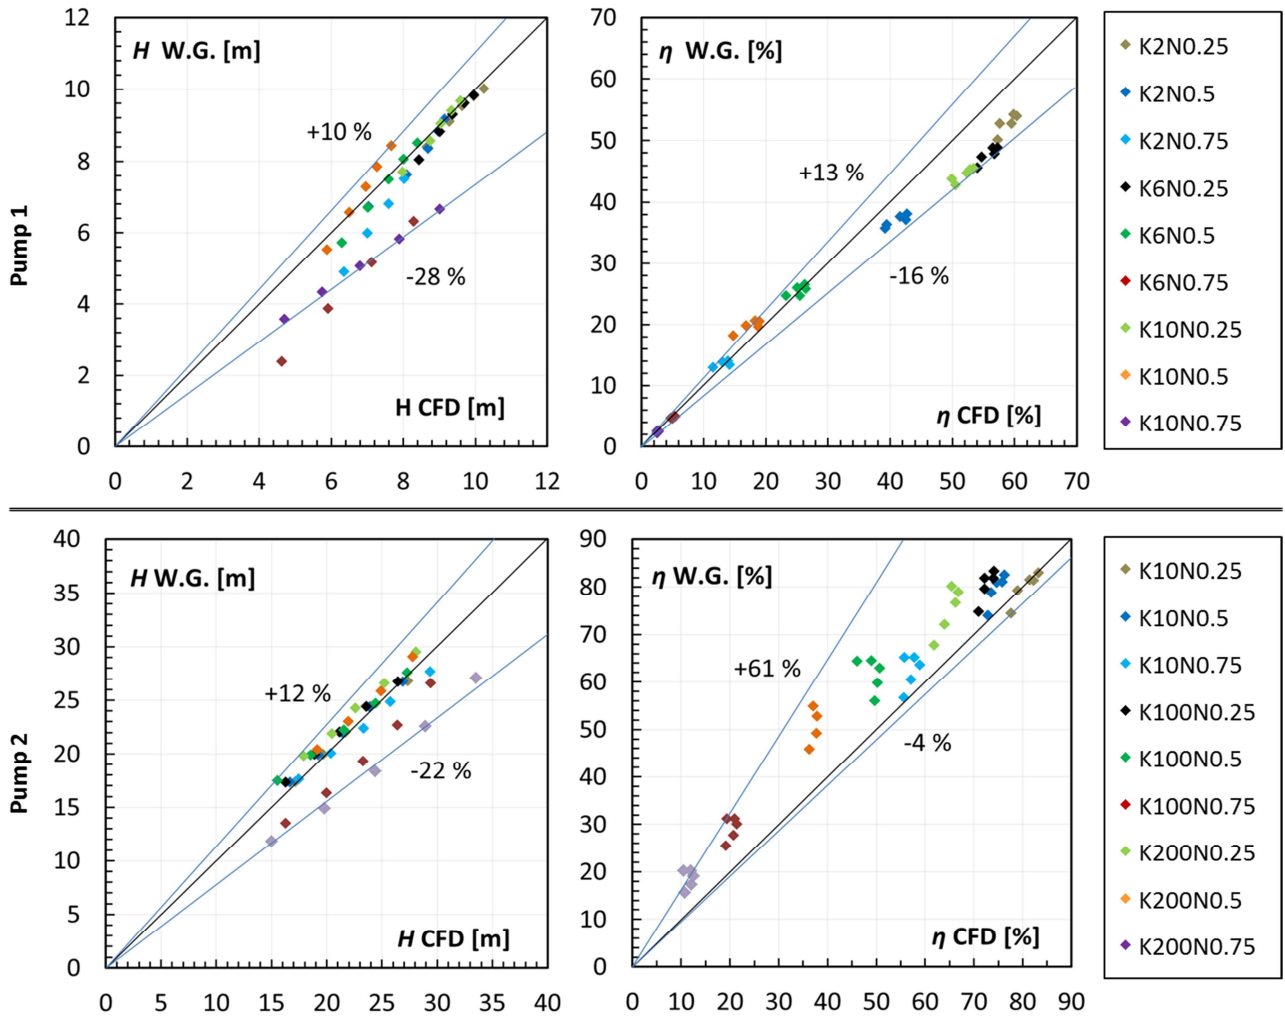 Pump 1
H W.G. [m]
+10 %
-28 %
H CFD [m]
12
10
8
6
4
2
0
0 2 4 6 8 10 12
η W.G. [%]
+13 %
-16 %
η CFD [%]
70
60
50
40
30
20
10
0
0 10 20 30 40 50 60 70
K2N0.25
K2N0.5
K2N0.75
K6N0.25
K6N0.5
K6N0.75
K10N0.25
K10N0.5
K10N0.75
Pump 2
H W.G. [m]
+12 %
-22 %
H CFD [m]
40
35
30
25
20
15
10
5
0
0 5 10 15 20 25 30 35 40
η W.G. [%]
+61 %
-4 %
η CFD [%]
90
80
70
60
50
40
30
20
10
0
0 10 20 30 40 50 60 70 80 90
K10N0.25
K10N0.5
K10N0.75
K100N0.25
K100N0.5
K100N0.75
K200N0.25
K200N0.5
K200N0.75